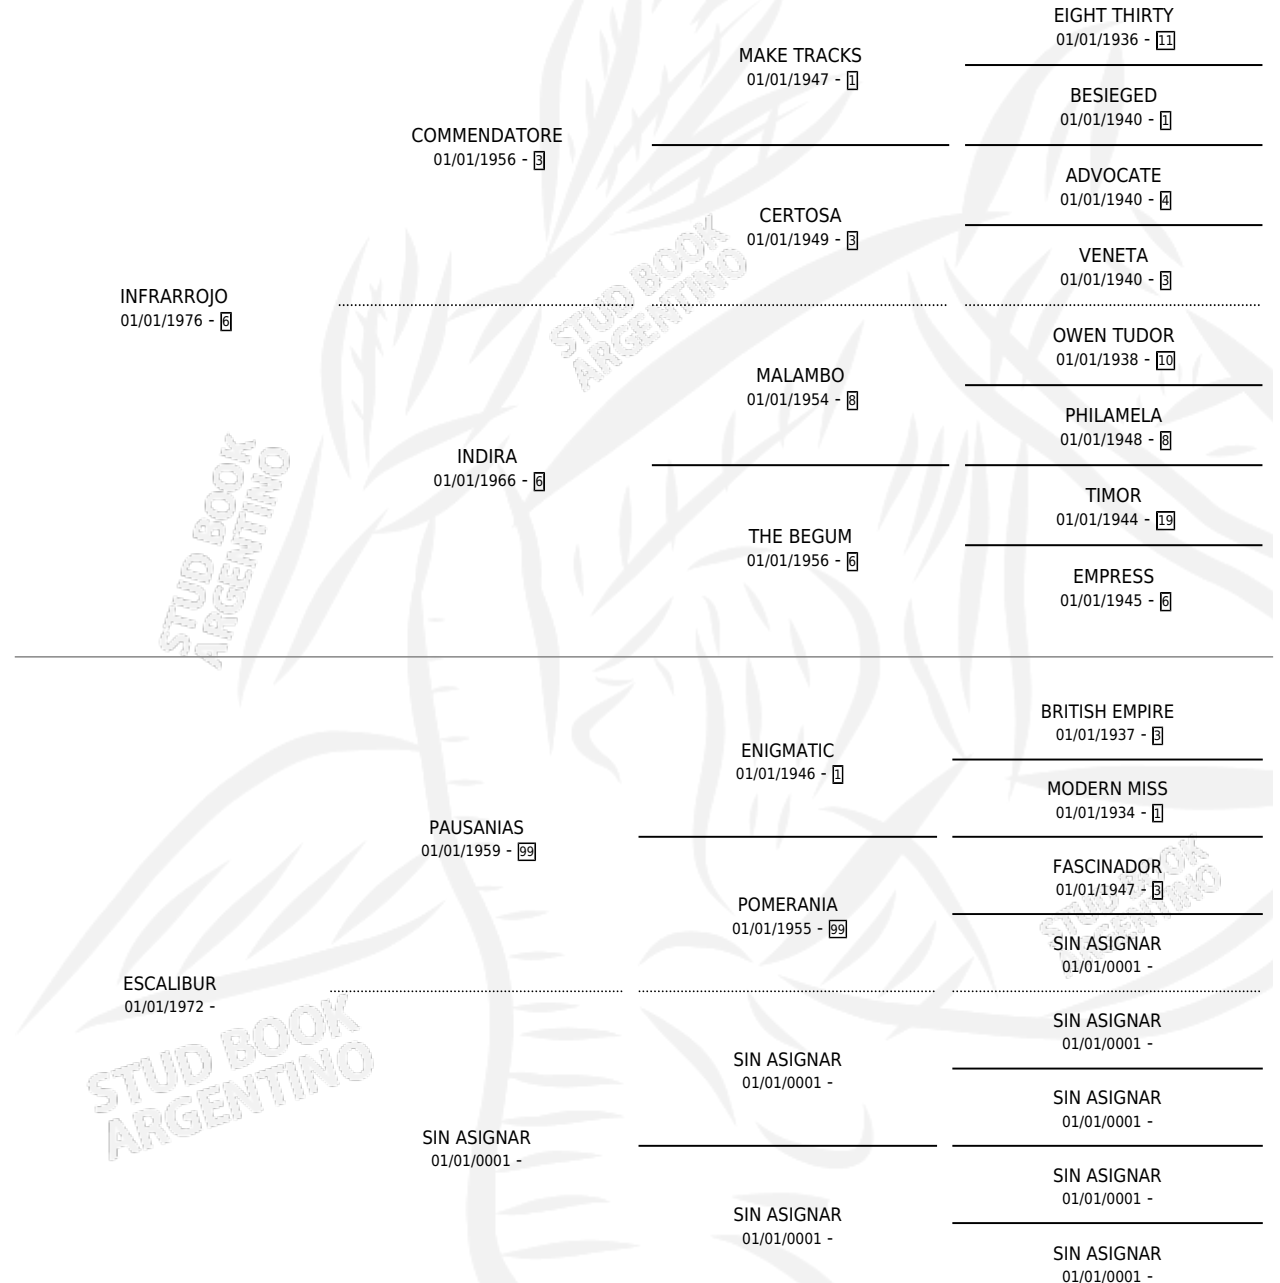 EIGHT THIRTY
01/01/1936 - 11
MAKE TRACKS
01/01/1947 - 1
BESIEGED
01/01/1940 - 1
COMMENDATORE
01/01/1956 - 3
ADVOCATE
01/01/1940 - 4
CERTOSA
01/01/1949 - 3
VENETA
01/01/1940 - 3
INFRARROJO
01/01/1976 - 6
OWEN TUDOR
01/01/1938 - 10
MALAMBO
01/01/1954 - 8
PHILAMELA
01/01/1948 - 8
INDIRA
01/01/1966 - 6
TIMOR
01/01/1944 - 19
THE BEGUM
01/01/1956 - 6
EMPRESS
01/01/1945 - 6
BRITISH EMPIRE
01/01/1937 - 3
ENIGMATIC
01/01/1946 - 1
MODERN MISS
01/01/1934 - 1
PAUSANIAS
01/01/1959 - 99
FASCINADOR
01/01/1947 - 3
POMERANIA
01/01/1955 - 99
SIN ASIGNAR
01/01/0001 -
ESCALIBUR
01/01/1972 -
SIN ASIGNAR
01/01/0001 -
SIN ASIGNAR
01/01/0001 -
SIN ASIGNAR
01/01/0001 -
SIN ASIGNAR
01/01/0001 -
SIN ASIGNAR
01/01/0001 -
SIN ASIGNAR
01/01/0001 -
SIN ASIGNAR
01/01/0001 -
STUD BOOK
ARGENTINO
STUD BOOK
ARGENTINO
STUD BOOK
ARGENTINO
STUD BOOK
ARGENTINO